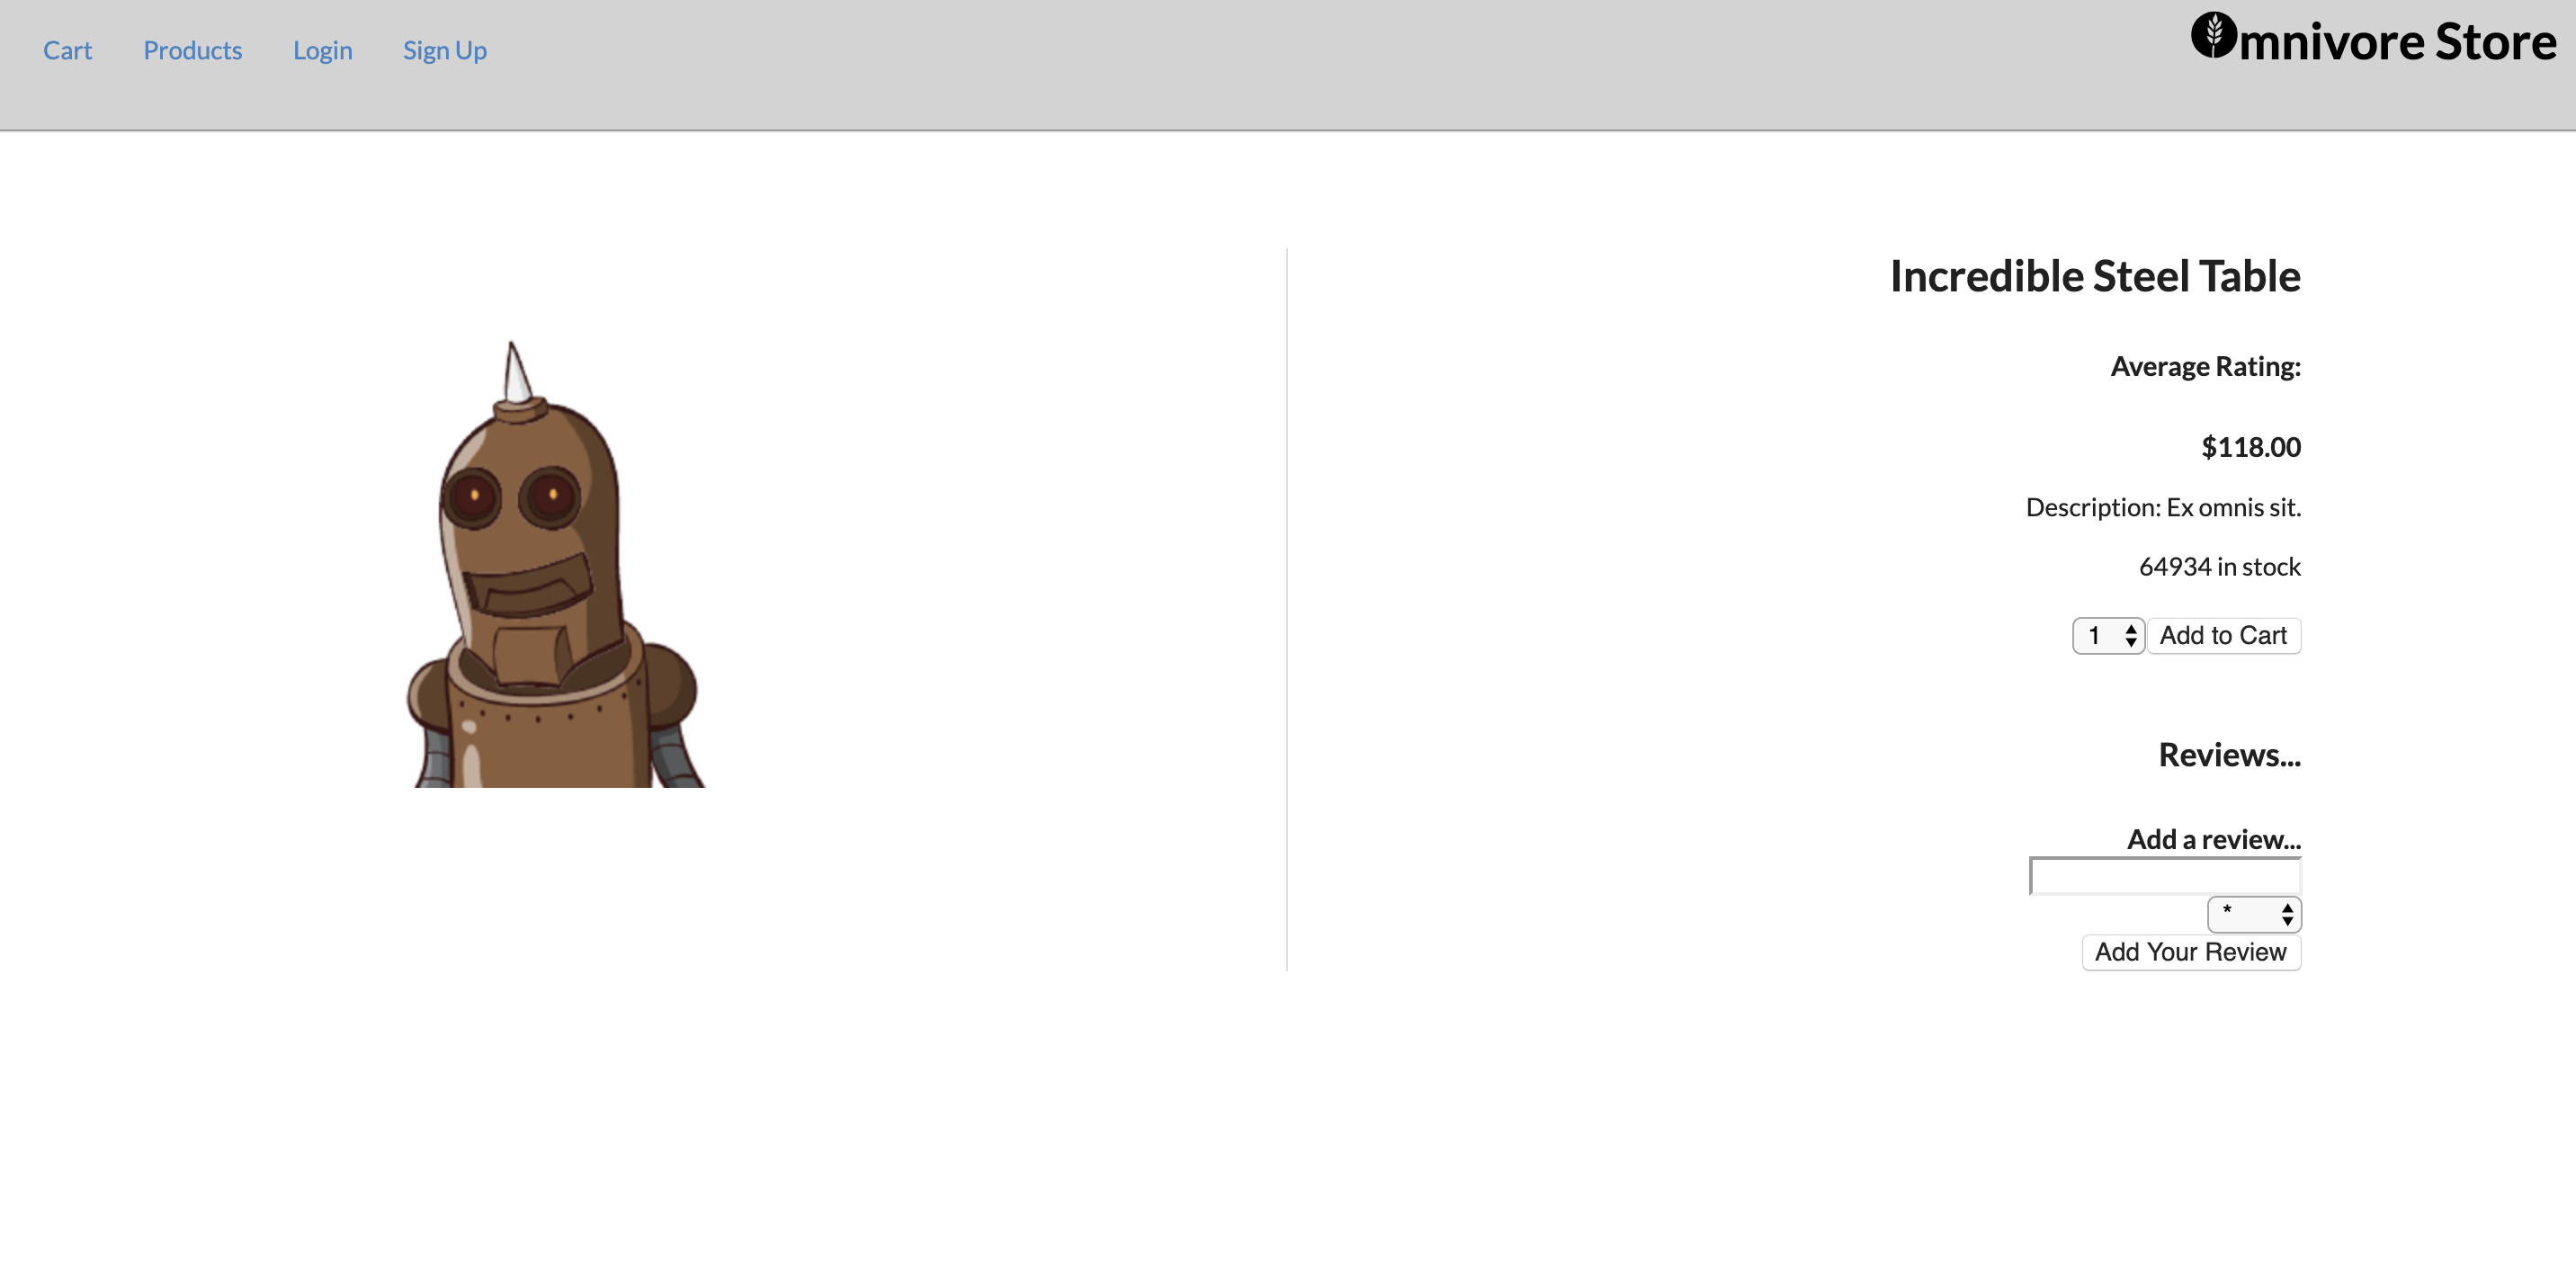 Cart Products Login Sign Up
mnivore Store
Incredible Steel Table
Average Rating:
$118.00
Description: Ex omnis sit.
64934 in stock
1 Add to Cart
Reviews...
Add a review...
*
Add Your Review